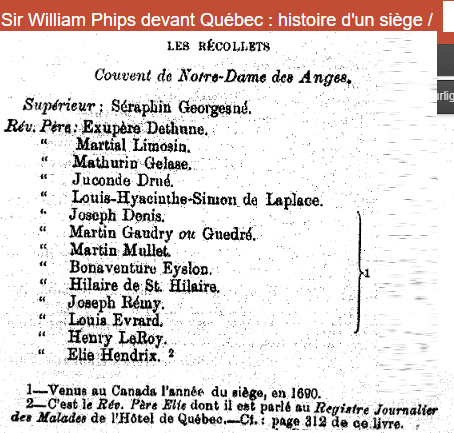 Sir William Phips devant Québec : histoire d'un siège /
LES RÉCOLLETS
Couvent de Notre-Dame des Anges.
Supérieur : Séraphin Georgesné.
Rév. Père : Exupère Dethune.
“ Martial Limosin.
“ Mathurin Gelase.
“ Juconde Drué.
“ Louis-Hyacinthe-Simon de Laplace.
“ Joseph Denis.
“ Martin Gaudry ou Guedré.
“ Martin Mullet.
“ Bonaventure Eyslon.
“ Hilaire de St. Hilaire. 1
“ Joseph Rémy.
“ Louis Evrard.
“ Henry LeRoy.
“ Elie Hendrix. 2
1—Venus au Canada l'année du siège, en 1690.
2—C'est le Rév. Père Elie dont il est parlé au Registre Journalier
des Malades de l'Hôtel de Québec.—Cf. : page 312 de ce livre.